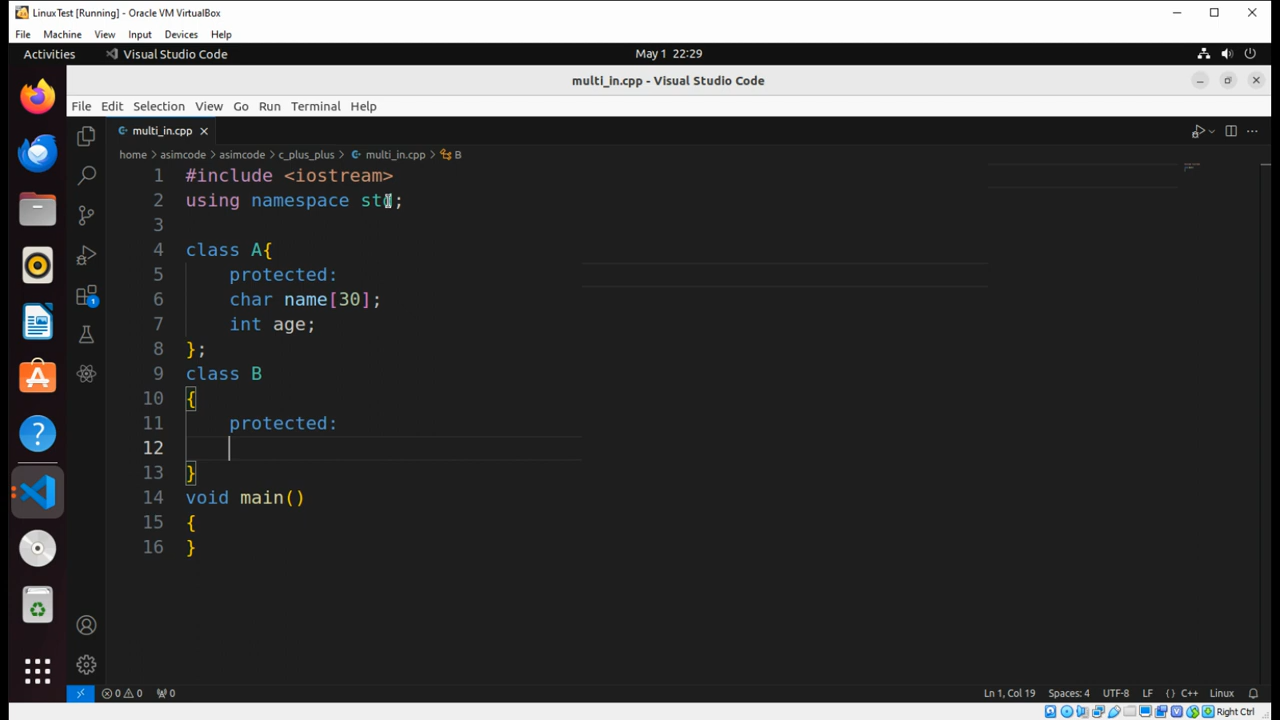 LinuxTest [Running] - Oracle VM VirtualBox
File Machine View Input Devices Help
Activities Visual Studio Code May 1 22:29
multi_in.cpp - Visual Studio Code
File Edit Selection View Go Run Terminal Help
multi_in.cpp
home > asimcode > asimcode > c_plus_plus > multi_in.cpp > B
1 #include <iostream>
2 using namespace std;
3
4 class A{
5 protected:
6 char name[30];
7 int age;
8 };
9 class B
10 {
11 protected:
12
13 }
14 void main()
15 {
16 }
1
0 0 0 Ln 1, Col 19 Spaces: 4 UTF-8 LF {} C++ Linux
Right Ctrl